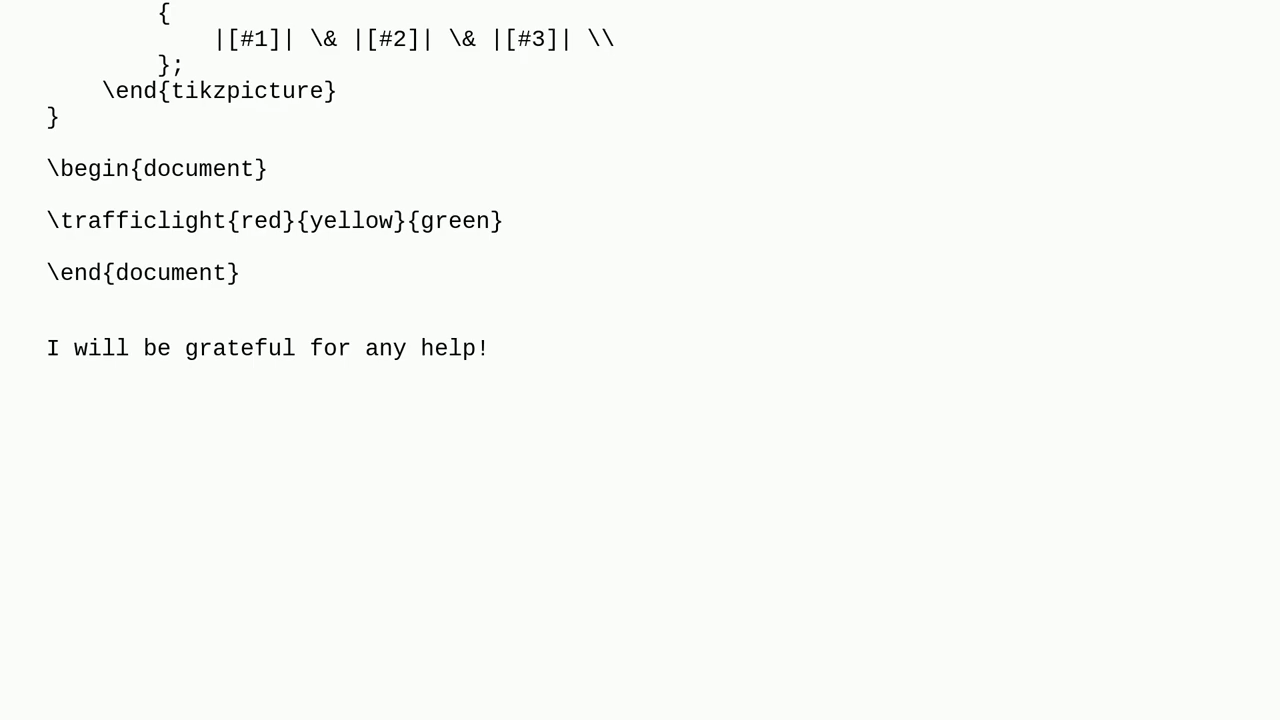 {
|[#1]| \& |[#2]| \& |[#3]| \\
};
\end{tikzpicture}
}
\begin{document}
\trafficlight{red}{yellow}{green}
\end{document}
I will be grateful for any help!